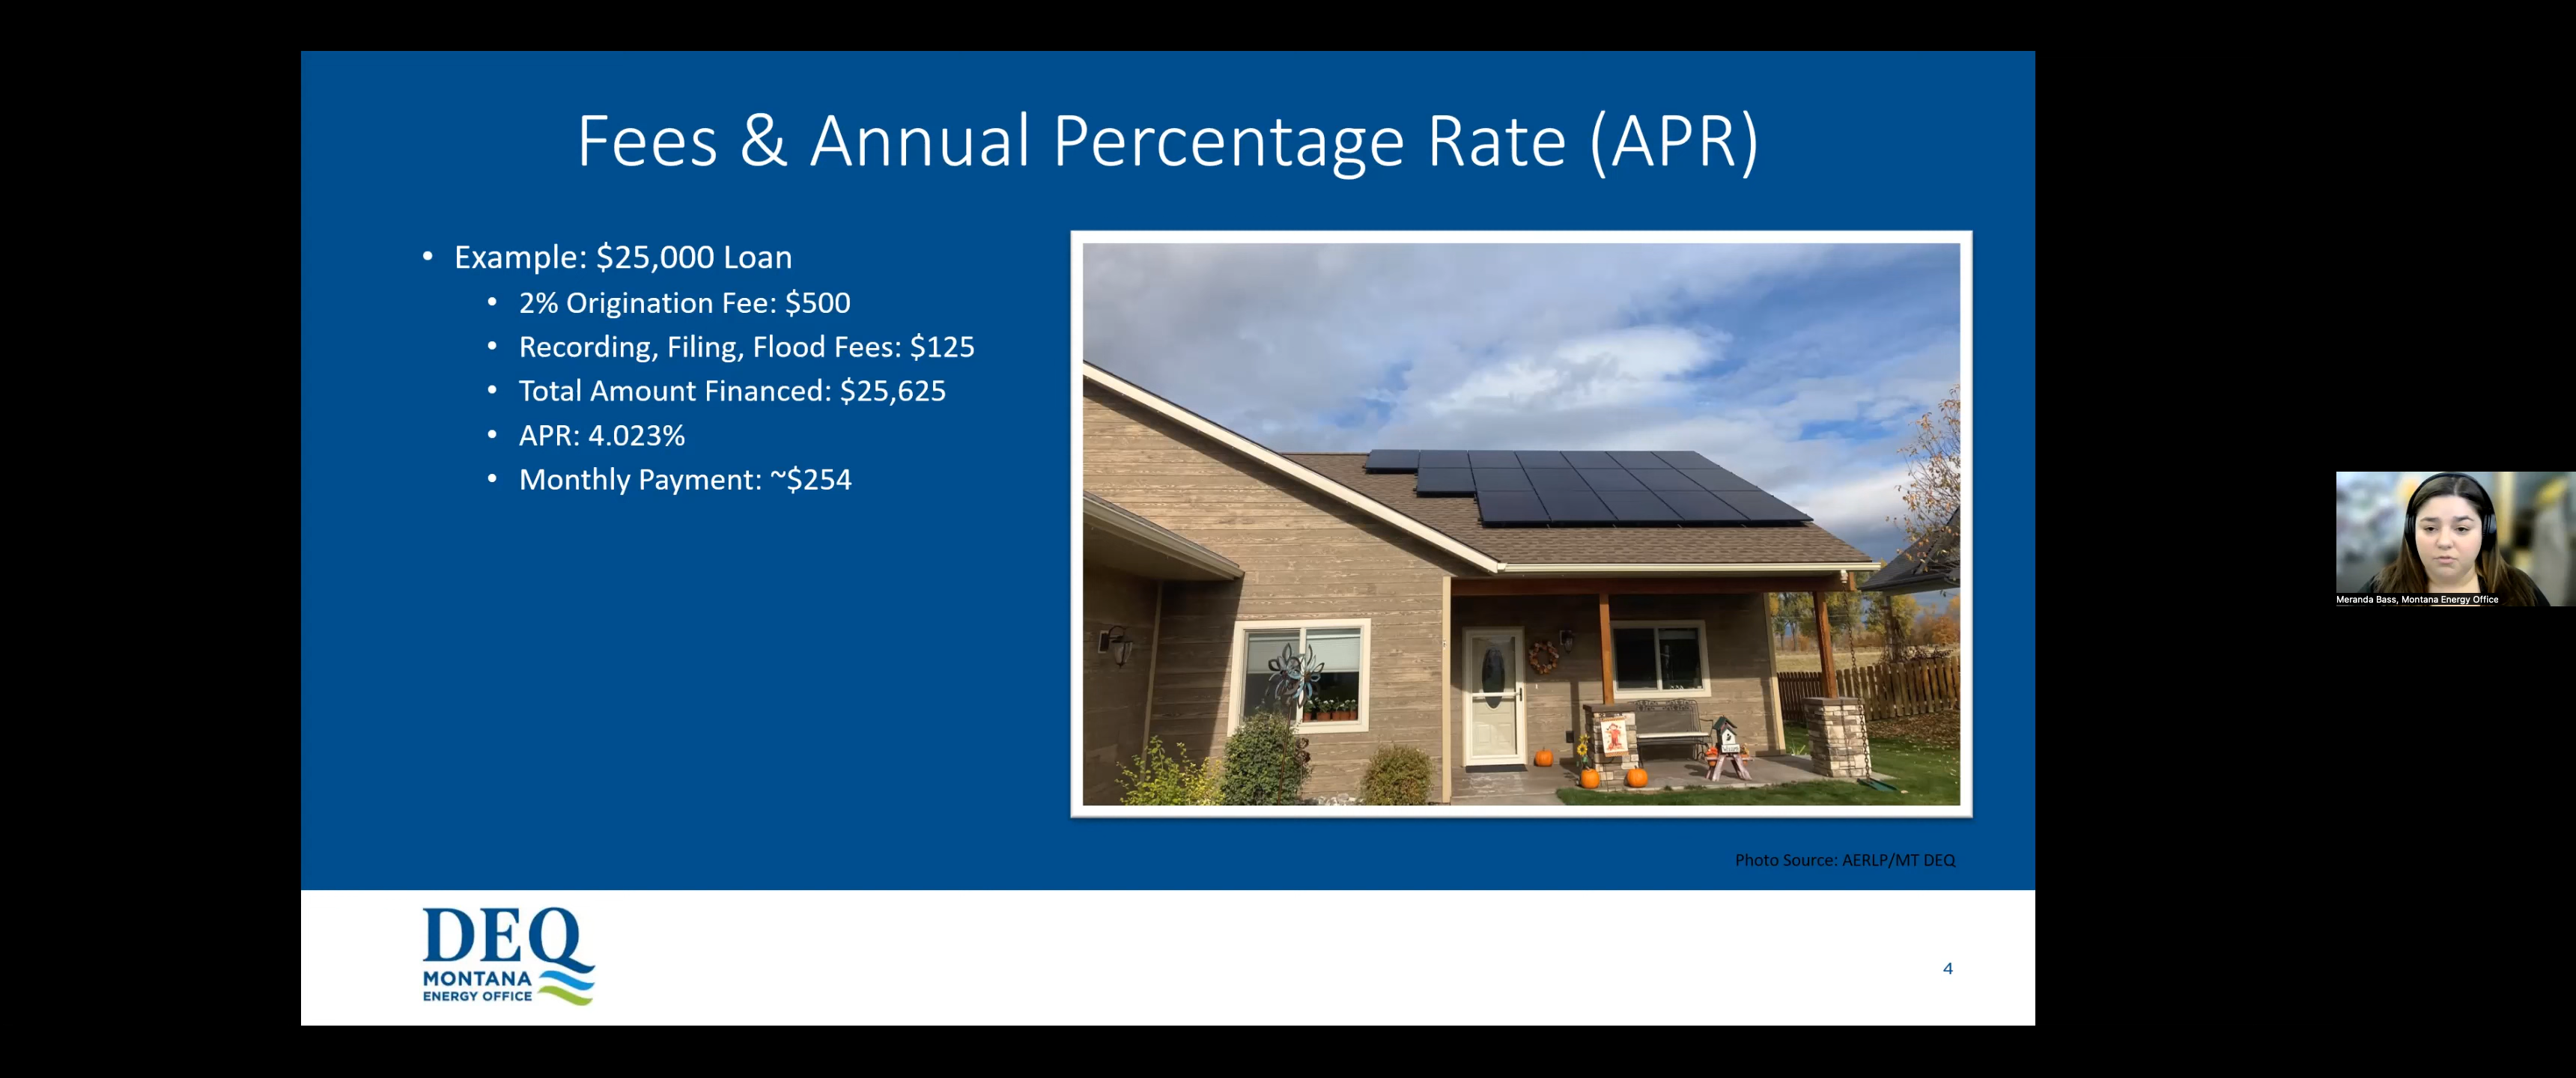 Fees & Annual Percentage Rate (APR)
• Example: $25,000 Loan
• 2% Origination Fee: $500
• Recording, Filing, Flood Fees: $125
• Total Amount Financed: $25,625
• APR: 4.023%
• Monthly Payment: ~$254
Photo Source: AERLP/MT DEQ
DEQ
MONTANA
ENERGY OFFICE
4
Meranda Bass, Montana Energy Office